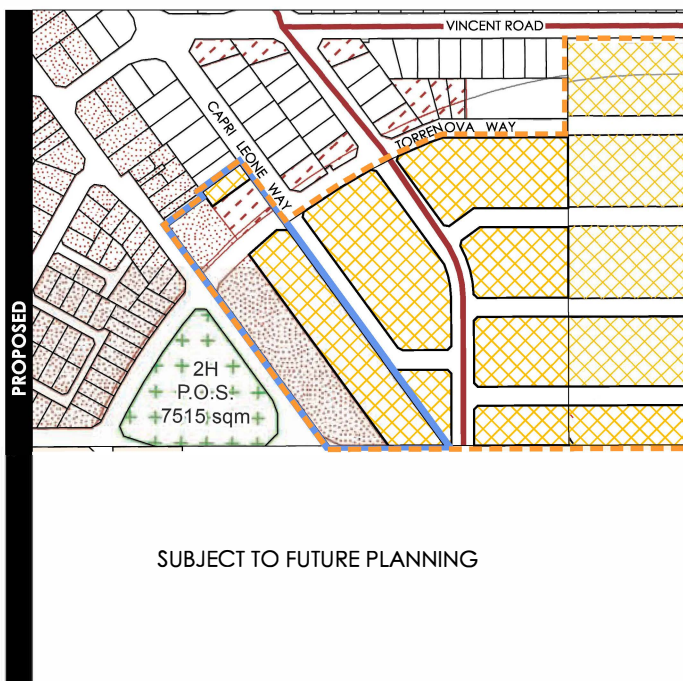 VINCENT ROAD
CAPRI LEONE WAY
TORRENOVA WAY
PROPOSED
2H
P.O.S.
7515 sqm
SUBJECT TO FUTURE PLANNING